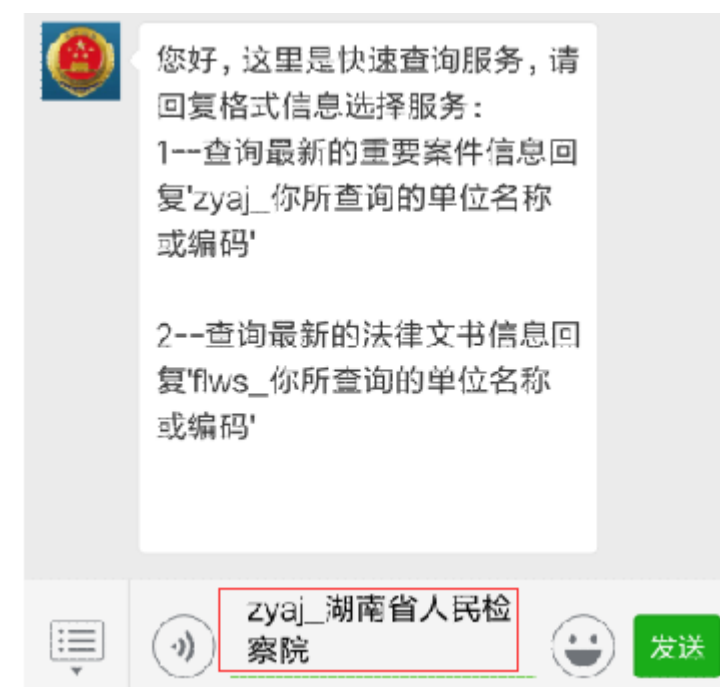 您好，这里是快速查询服务，请
回复格式信息选择服务：
1--查询最新的重要案件信息回
复'zyaj_你所查询的单位名称
或编码'
2--查询最新的法律文书信息回
复'flws_你所查询的单位名称
或编码'
zyaj_湖南省人民检
察院
发送